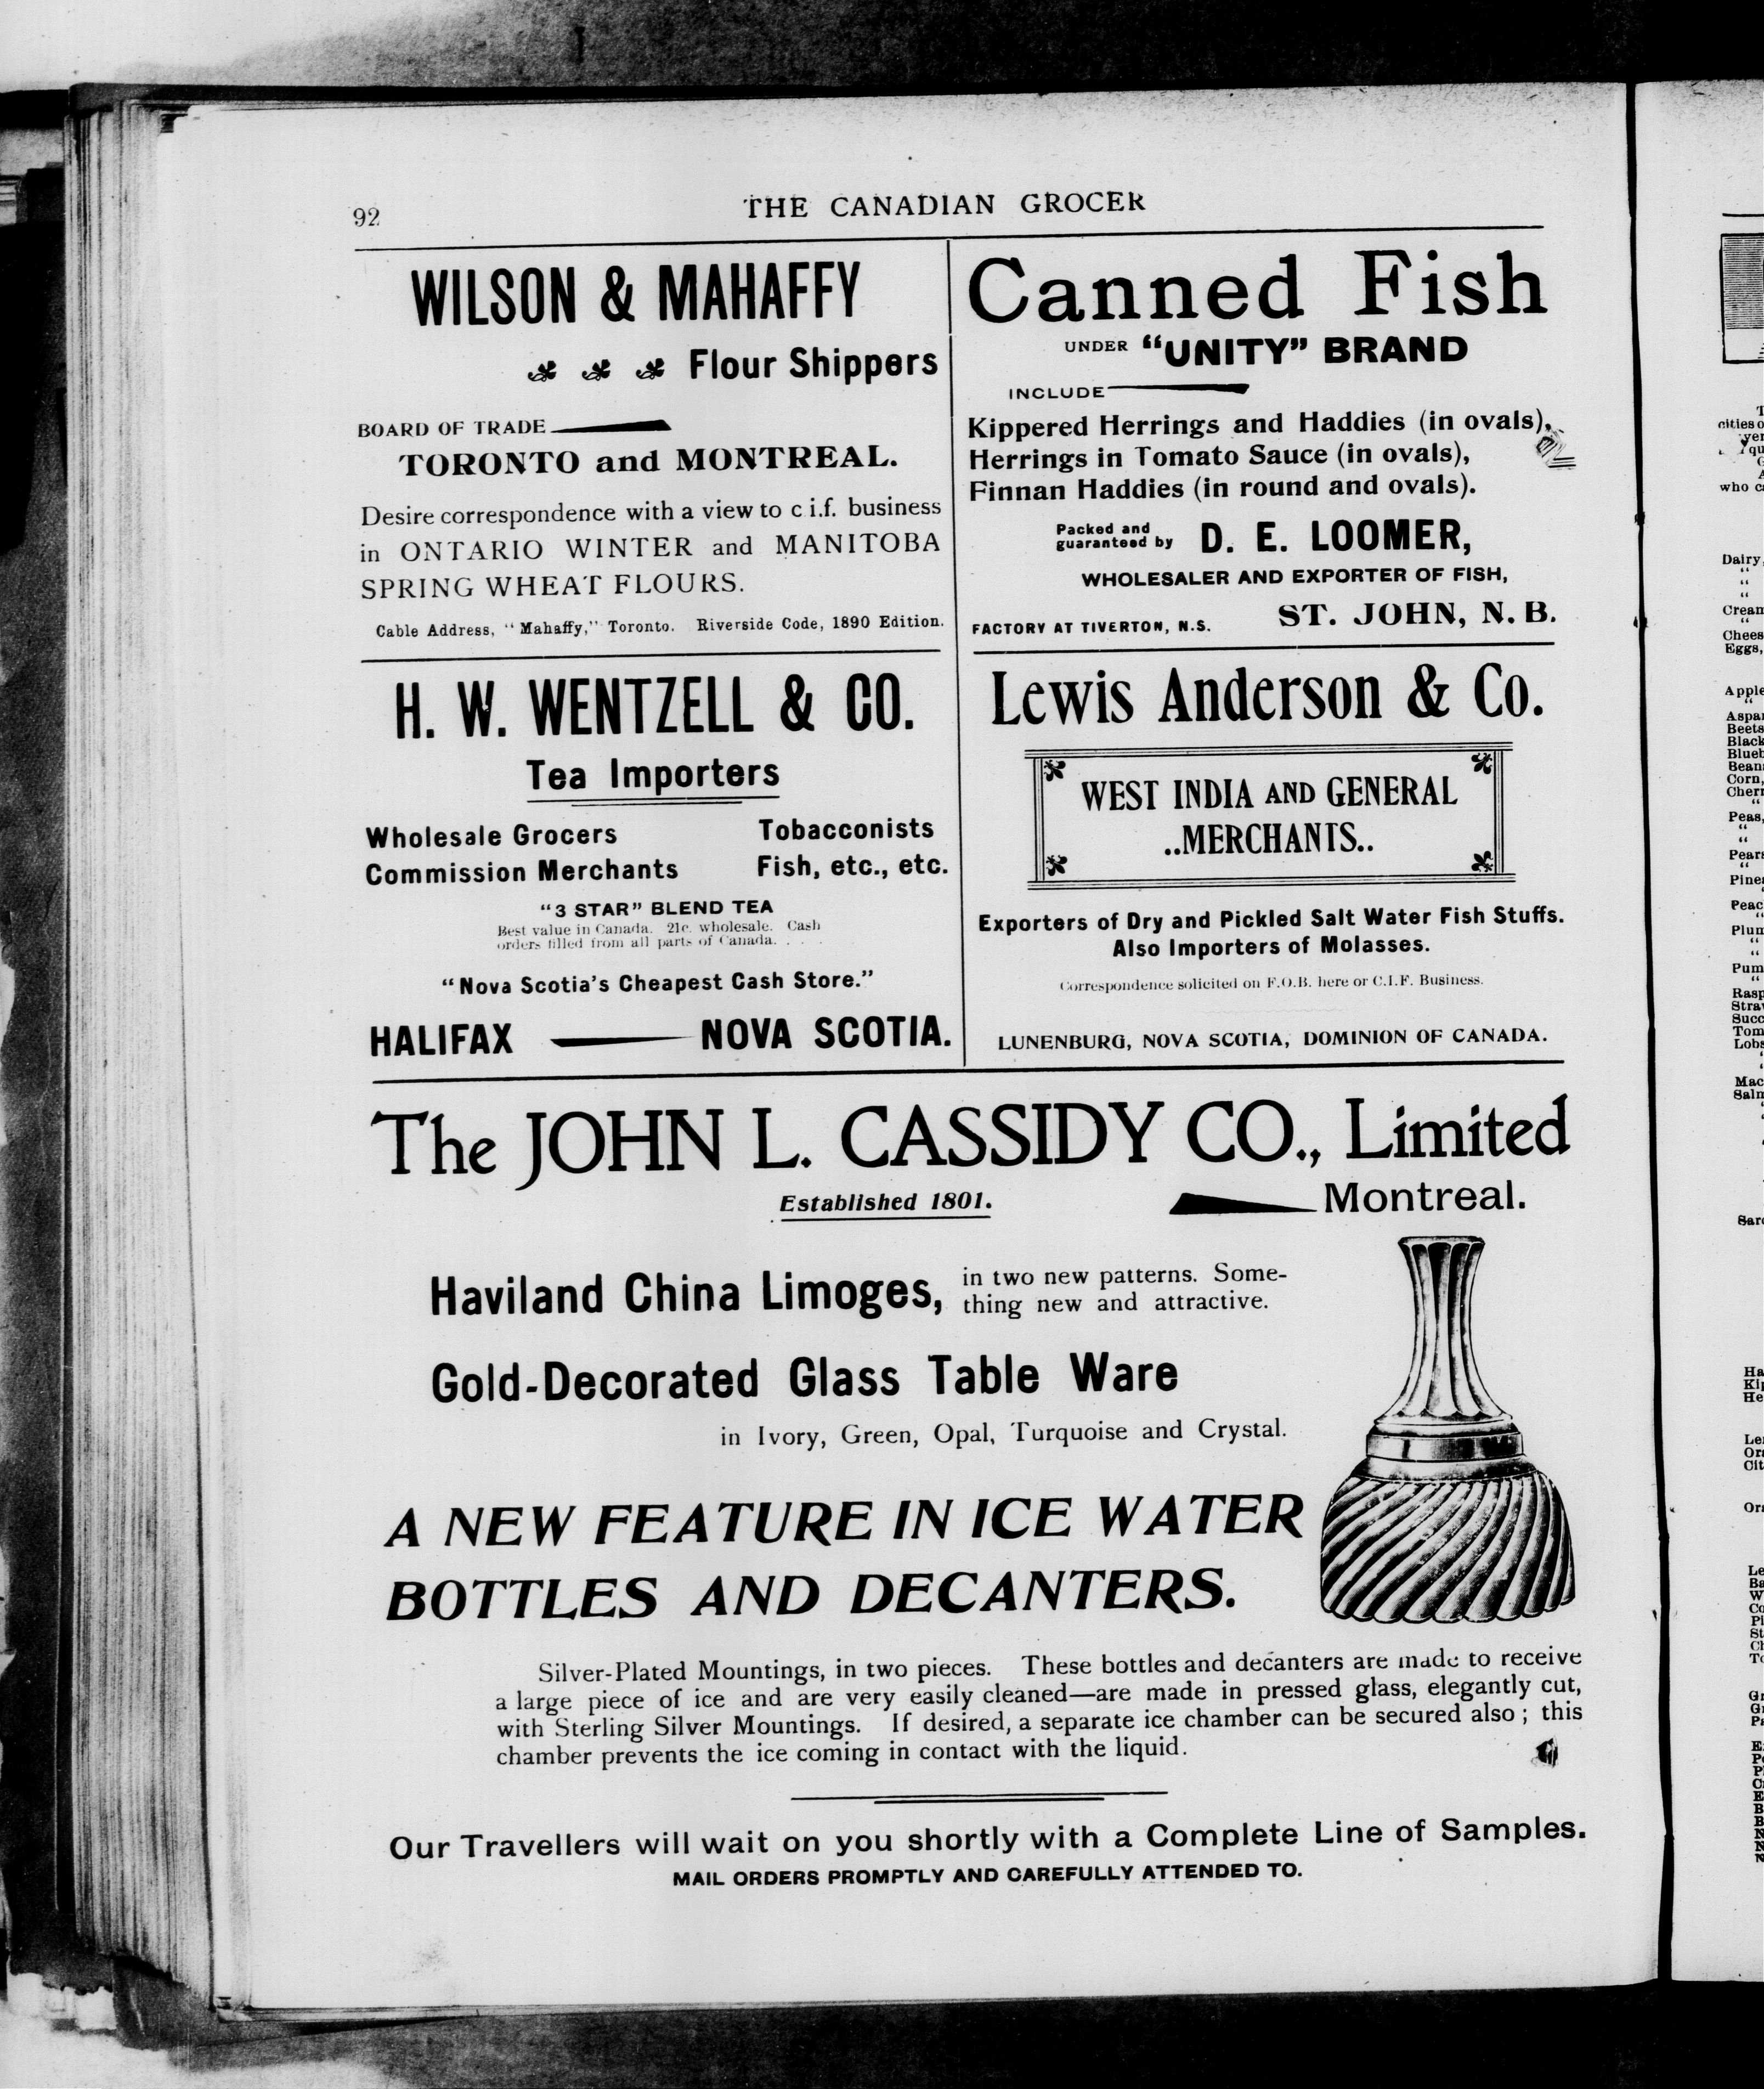 92
THE CANADIAN GROCER
WILSON & MAHAFFY
Flour Shippers
BOARD OF TRADE
TORONTO and MONTREAL.
Desire correspondence with a view to c i.f. business
in ONTARIO WINTER and MANITOBA
SPRING WHEAT FLOURS.
Cable Address, "Mahaffy," Toronto. Riverside Code, 1890 Edition.
Canned Fish
UNDER "UNITY" BRAND
INCLUDE
Kippered Herrings and Haddies (in ovals),
Herrings in Tomato Sauce (in ovals),
Finnan Haddies (in round and ovals).
Packed and
guaranteed by D. E. LOOMER,
WHOLESALER AND EXPORTER OF FISH,
FACTORY AT TIVERTON, N.S. ST. JOHN, N. B.
H. W. WENTZELL & CO.
Tea Importers
Wholesale Grocers Tobacconists
Commission Merchants Fish, etc., etc.
"3 STAR" BLEND TEA
Best value in Canada. 21c. wholesale. Cash
orders filled from all parts of Canada. . . .
"Nova Scotia's Cheapest Cash Store."
HALIFAX NOVA SCOTIA.
Lewis Anderson & Co.
WEST INDIA AND GENERAL
..MERCHANTS..
Exporters of Dry and Pickled Salt Water Fish Stuffs.
Also Importers of Molasses.
Correspondence solicited on F.O.B. here or C.I.F. Business.
LUNENBURG, NOVA SCOTIA, DOMINION OF CANADA.
The JOHN L. CASSIDY CO., Limited
Established 1801. Montreal.
Haviland China Limoges, in two new patterns. Some-
thing new and attractive.
Gold-Decorated Glass Table Ware
in Ivory, Green, Opal, Turquoise and Crystal.
A NEW FEATURE IN ICE WATER
BOTTLES AND DECANTERS.
Silver-Plated Mountings, in two pieces. These bottles and decanters are made to receive
a large piece of ice and are very easily cleaned—are made in pressed glass, elegantly cut,
with Sterling Silver Mountings. If desired, a separate ice chamber can be secured also ; this
chamber prevents the ice coming in contact with the liquid.
Our Travellers will wait on you shortly with a Complete Line of Samples.
MAIL ORDERS PROMPTLY AND CAREFULLY ATTENDED TO.